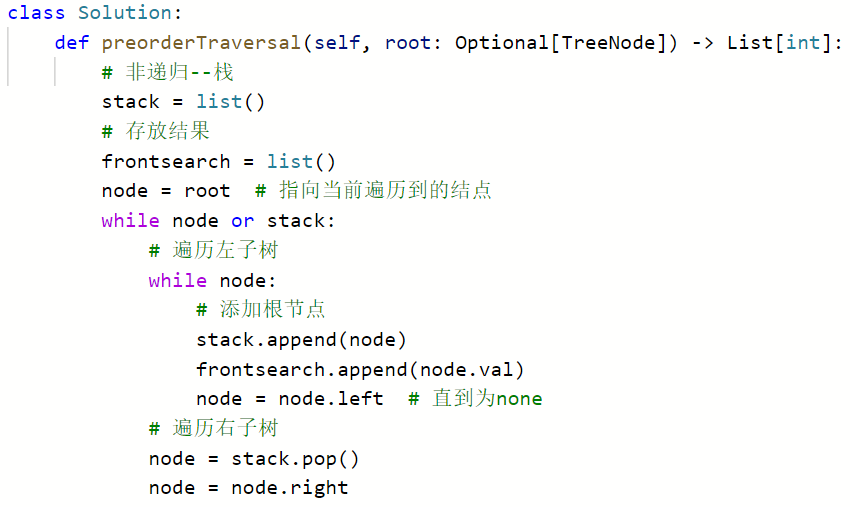 class Solution:
    def preorderTraversal(self, root: Optional[TreeNode]) -> List[int]:
        # 非递归--栈
        stack = list()
        # 存放结果
        frontsearch = list()
        node = root  # 指向当前遍历到的结点
        while node or stack:
            # 遍历左子树
            while node:
                # 添加根节点
                stack.append(node)
                frontsearch.append(node.val)
                node = node.left  # 直到为none
            # 遍历右子树
            node = stack.pop()
            node = node.right